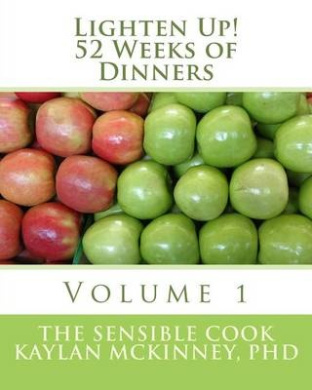 Lighten Up!
52 Weeks of
Dinners
Volume 1
The Sensible Cook
Kaylan McKinney, PhD